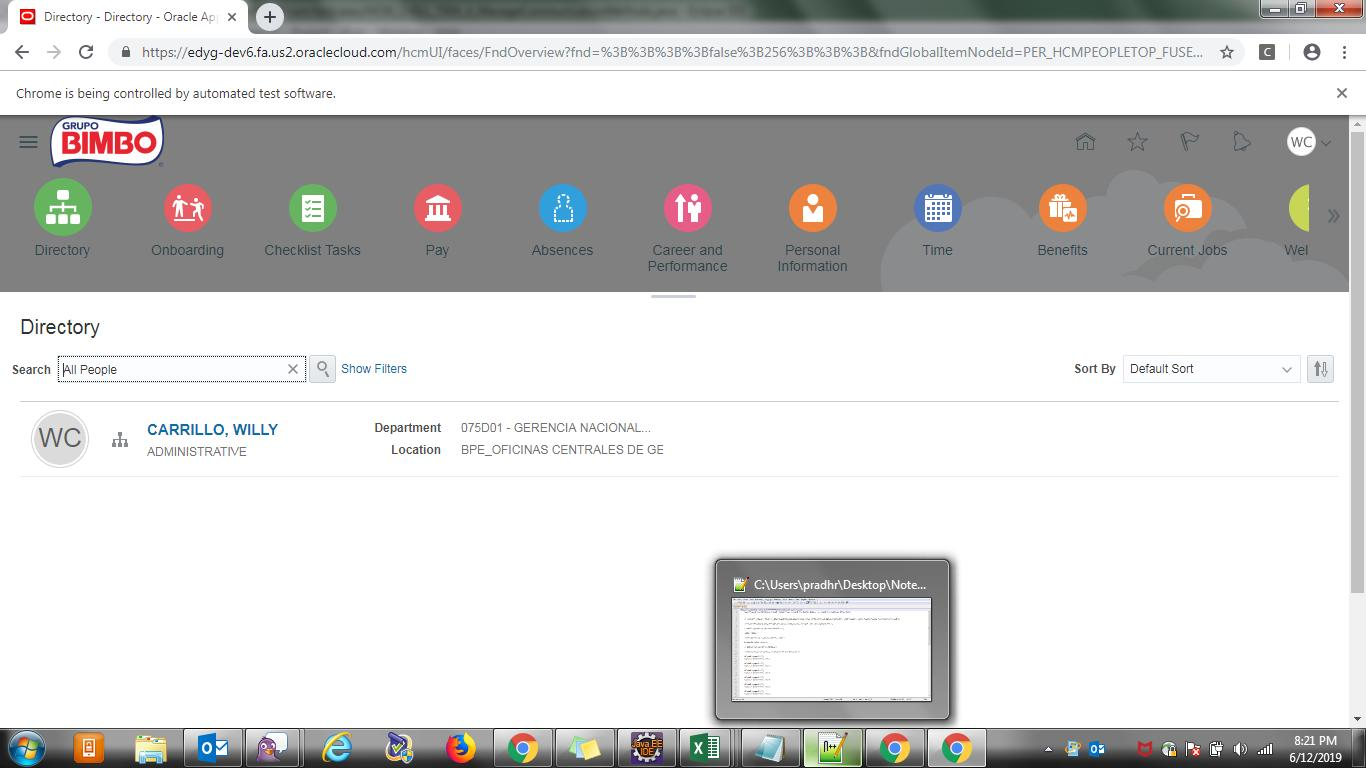 Directory - Directory - Oracle Ap
https://edyg-dev6.fa.us2.oraclecloud.com/hcmUI/faces/FndOverview?fnd=%3B%3B%3B%3Bfalse%3B256%3B%3B%3B&fndGlobalItemNodeId=PER_HCMPEOPLETOP_FUSE...
C
Chrome is being controlled by automated test software.
GRUPO
BIMBO
WC
Directory
Onboarding
Checklist Tasks
Pay
Absences
Career and
Performance
Personal
Information
Time
Benefits
Current Jobs
Wel
Directory
Search
All People
Show Filters
Sort By
Default Sort
WC
CARRILLO, WILLY
Department
075D01 - GERENCIA NACIONAL...
ADMINISTRATIVE
Location
BPE_OFICINAS CENTRALES DE GE
C:\Users\pradhr\Desktop\Note...
Java EE
IDE
8:21 PM
6/12/2019